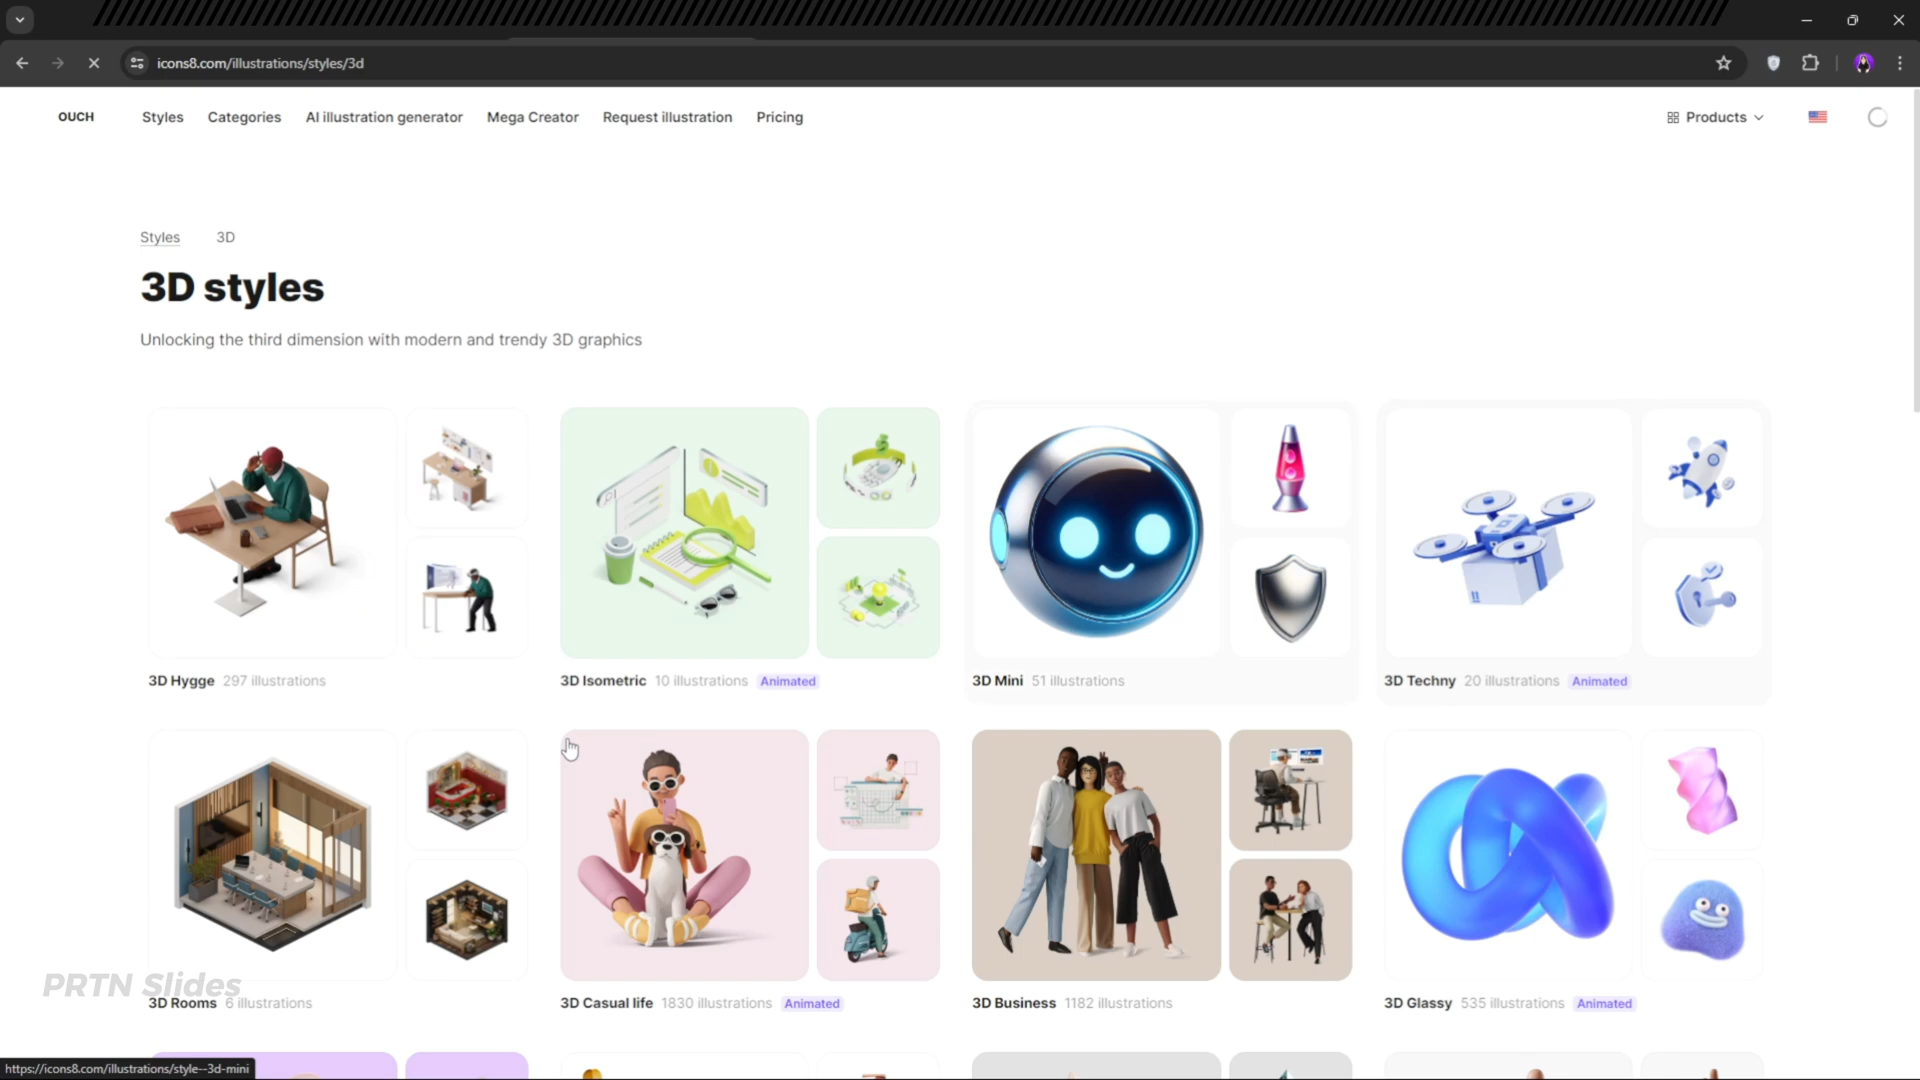 icons8.com/illustrations/styles/3d
OUCH Styles Categories AI illustration generator Mega Creator Request illustration Pricing Products
Styles 3D
3D styles
Unlocking the third dimension with modern and trendy 3D graphics
3D Hygge 297 illustrations
3D Isometric 10 illustrations Animated
3D Mini 51 illustrations
3D Techny 20 illustrations Animated
PRTN Slides
3D Rooms 6 illustrations
3D Casual life 1830 illustrations Animated
3D Business 1182 illustrations
3D Glassy 535 illustrations Animated
https://icons8.com/illustrations/style--3d-mini